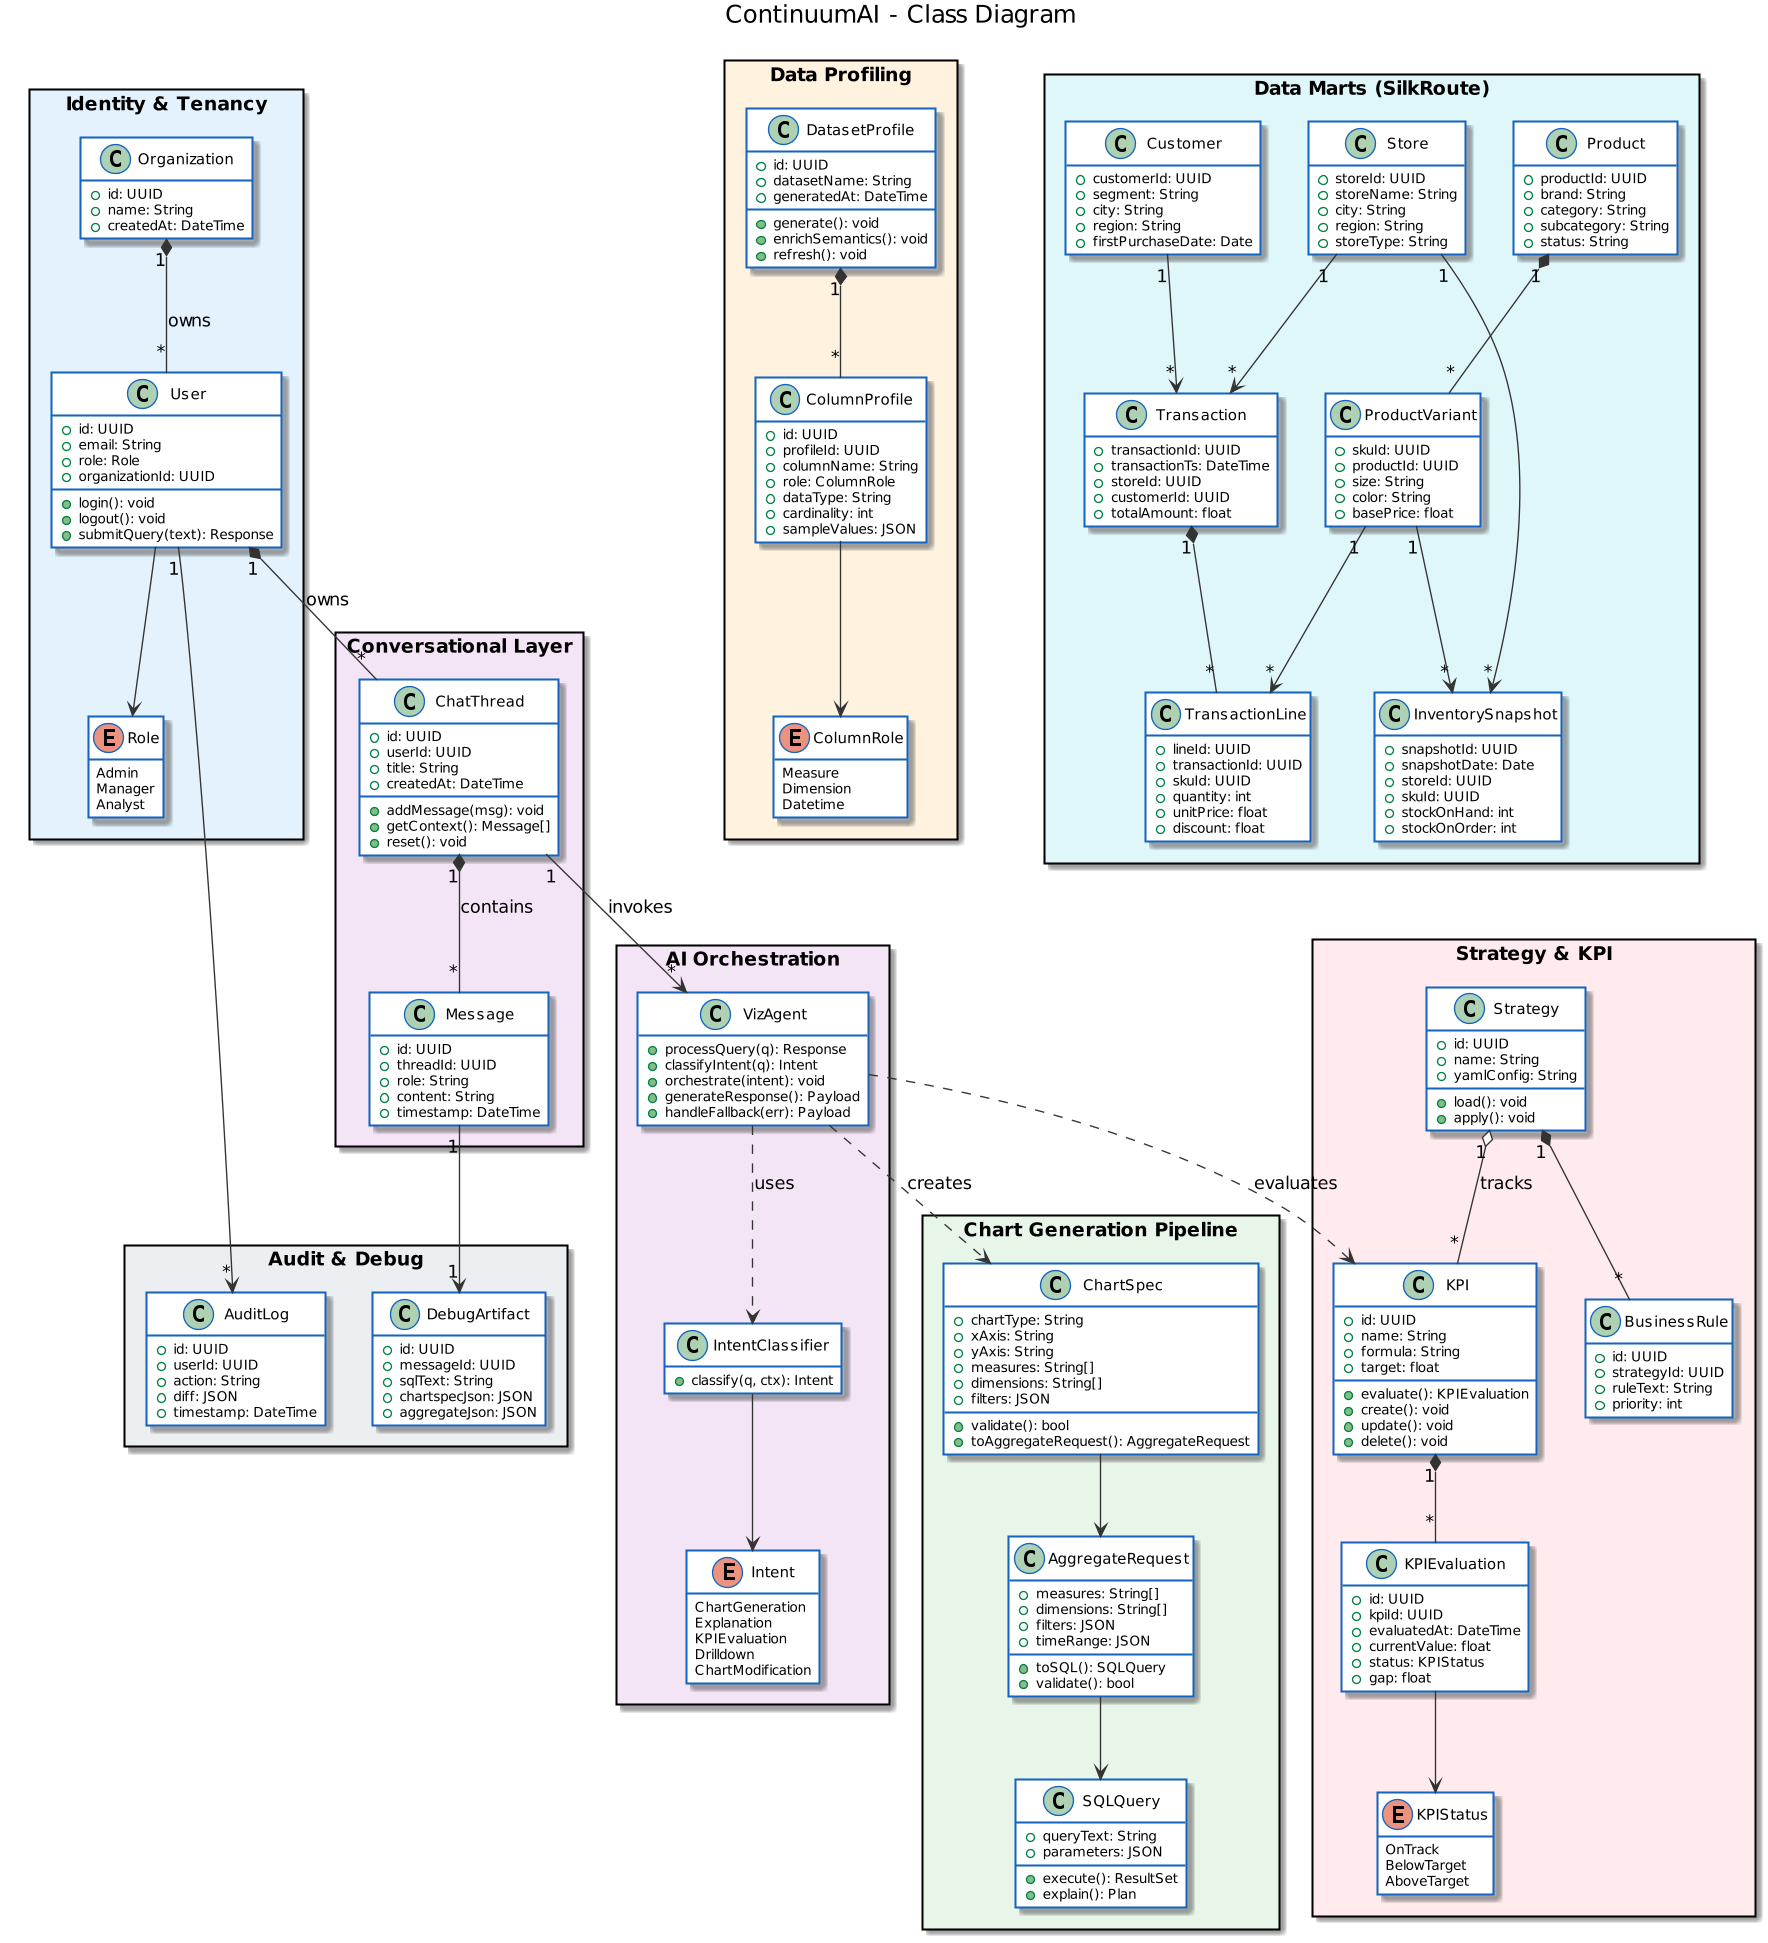 ContinuumAI - Class Diagram
Identity & Tenancy
C Organization
id: UUID
name: String
createdAt: DateTime
1
owns
*
C User
id: UUID
email: String
role: Role
organizationId: UUID
login(): void
logout(): void
submitQuery(text): Response
1
1
owns
*
E Role
Admin
Manager
Analyst
Conversational Layer
C ChatThread
id: UUID
userId: UUID
title: String
createdAt: DateTime
addMessage(msg): void
getContext(): Message[]
reset(): void
1
1
contains
invokes
*
*
C Message
id: UUID
threadId: UUID
role: String
content: String
timestamp: DateTime
1
Audit & Debug
*
1
C AuditLog
id: UUID
userId: UUID
action: String
diff: JSON
timestamp: DateTime
C DebugArtifact
id: UUID
messageId: UUID
sqlText: String
chartspecJson: JSON
aggregateJson: JSON
Data Profiling
C DatasetProfile
id: UUID
datasetName: String
generatedAt: DateTime
generate(): void
enrichSemantics(): void
refresh(): void
1
*
C ColumnProfile
id: UUID
profileId: UUID
columnName: String
role: ColumnRole
dataType: String
cardinality: int
sampleValues: JSON
E ColumnRole
Measure
Dimension
Datetime
Data Marts (SilkRoute)
C Customer
customerId: UUID
segment: String
city: String
region: String
firstPurchaseDate: Date
C Store
storeId: UUID
storeName: String
city: String
region: String
storeType: String
C Product
productId: UUID
brand: String
category: String
subcategory: String
status: String
1
1
1
1
*
*
*
C Transaction
transactionId: UUID
transactionTs: DateTime
storeId: UUID
customerId: UUID
totalAmount: float
C ProductVariant
skuId: UUID
productId: UUID
size: String
color: String
basePrice: float
1
1
1
*
*
*
*
C TransactionLine
lineId: UUID
transactionId: UUID
skuId: UUID
quantity: int
unitPrice: float
discount: float
C InventorySnapshot
snapshotId: UUID
snapshotDate: Date
storeId: UUID
skuId: UUID
stockOnHand: int
stockOnOrder: int
AI Orchestration
C VizAgent
processQuery(q): Response
classifyIntent(q): Intent
orchestrate(intent): void
generateResponse(): Payload
handleFallback(err): Payload
uses
creates
evaluates
C IntentClassifier
classify(q, ctx): Intent
E Intent
ChartGeneration
Explanation
KPIEvaluation
Drilldown
ChartModification
Chart Generation Pipeline
C ChartSpec
chartType: String
xAxis: String
yAxis: String
measures: String[]
dimensions: String[]
filters: JSON
validate(): bool
toAggregateRequest(): AggregateRequest
C AggregateRequest
measures: String[]
dimensions: String[]
filters: JSON
timeRange: JSON
toSQL(): SQLQuery
validate(): bool
C SQLQuery
queryText: String
parameters: JSON
execute(): ResultSet
explain(): Plan
Strategy & KPI
C Strategy
id: UUID
name: String
yamlConfig: String
load(): void
apply(): void
1
1
tracks
*
*
C KPI
id: UUID
name: String
formula: String
target: float
evaluate(): KPIEvaluation
create(): void
update(): void
delete(): void
C BusinessRule
id: UUID
strategyId: UUID
ruleText: String
priority: int
1
*
C KPIEvaluation
id: UUID
kpiId: UUID
evaluatedAt: DateTime
currentValue: float
status: KPIStatus
gap: float
E KPIStatus
OnTrack
BelowTarget
AboveTarget